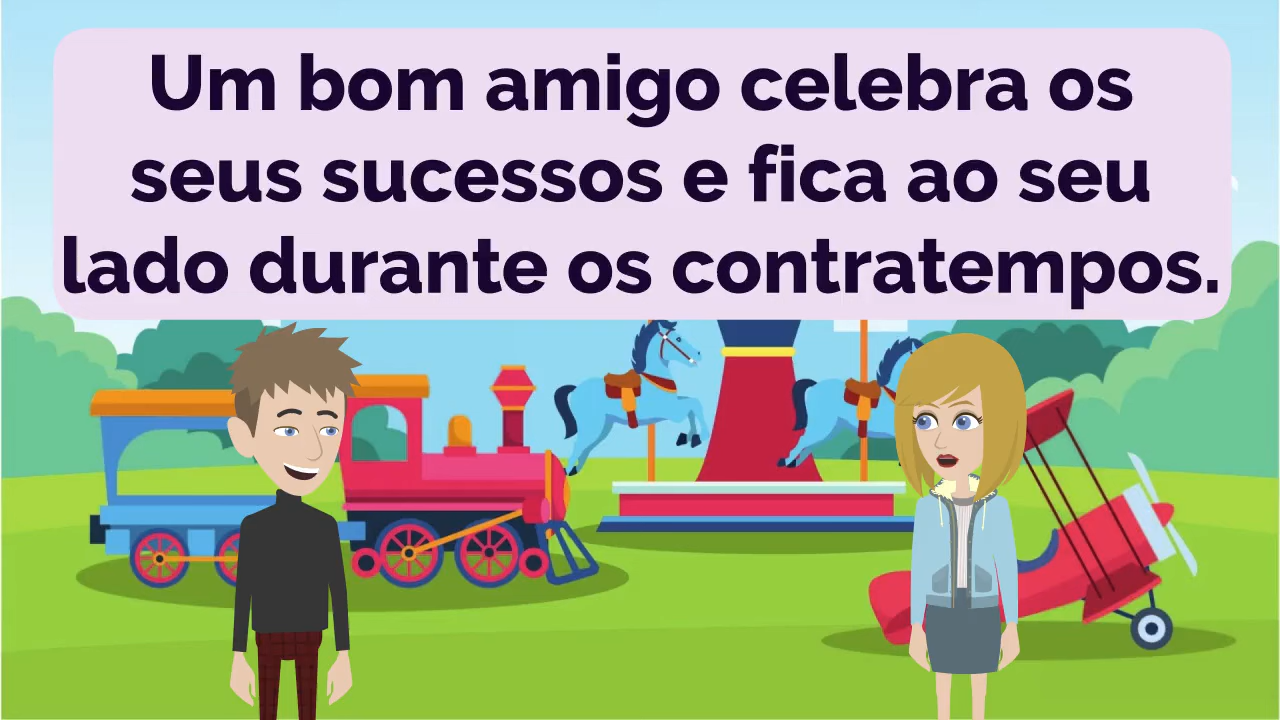 Um bom amigo celebra os
seus sucessos e fica ao seu
lado durante os contratempos.